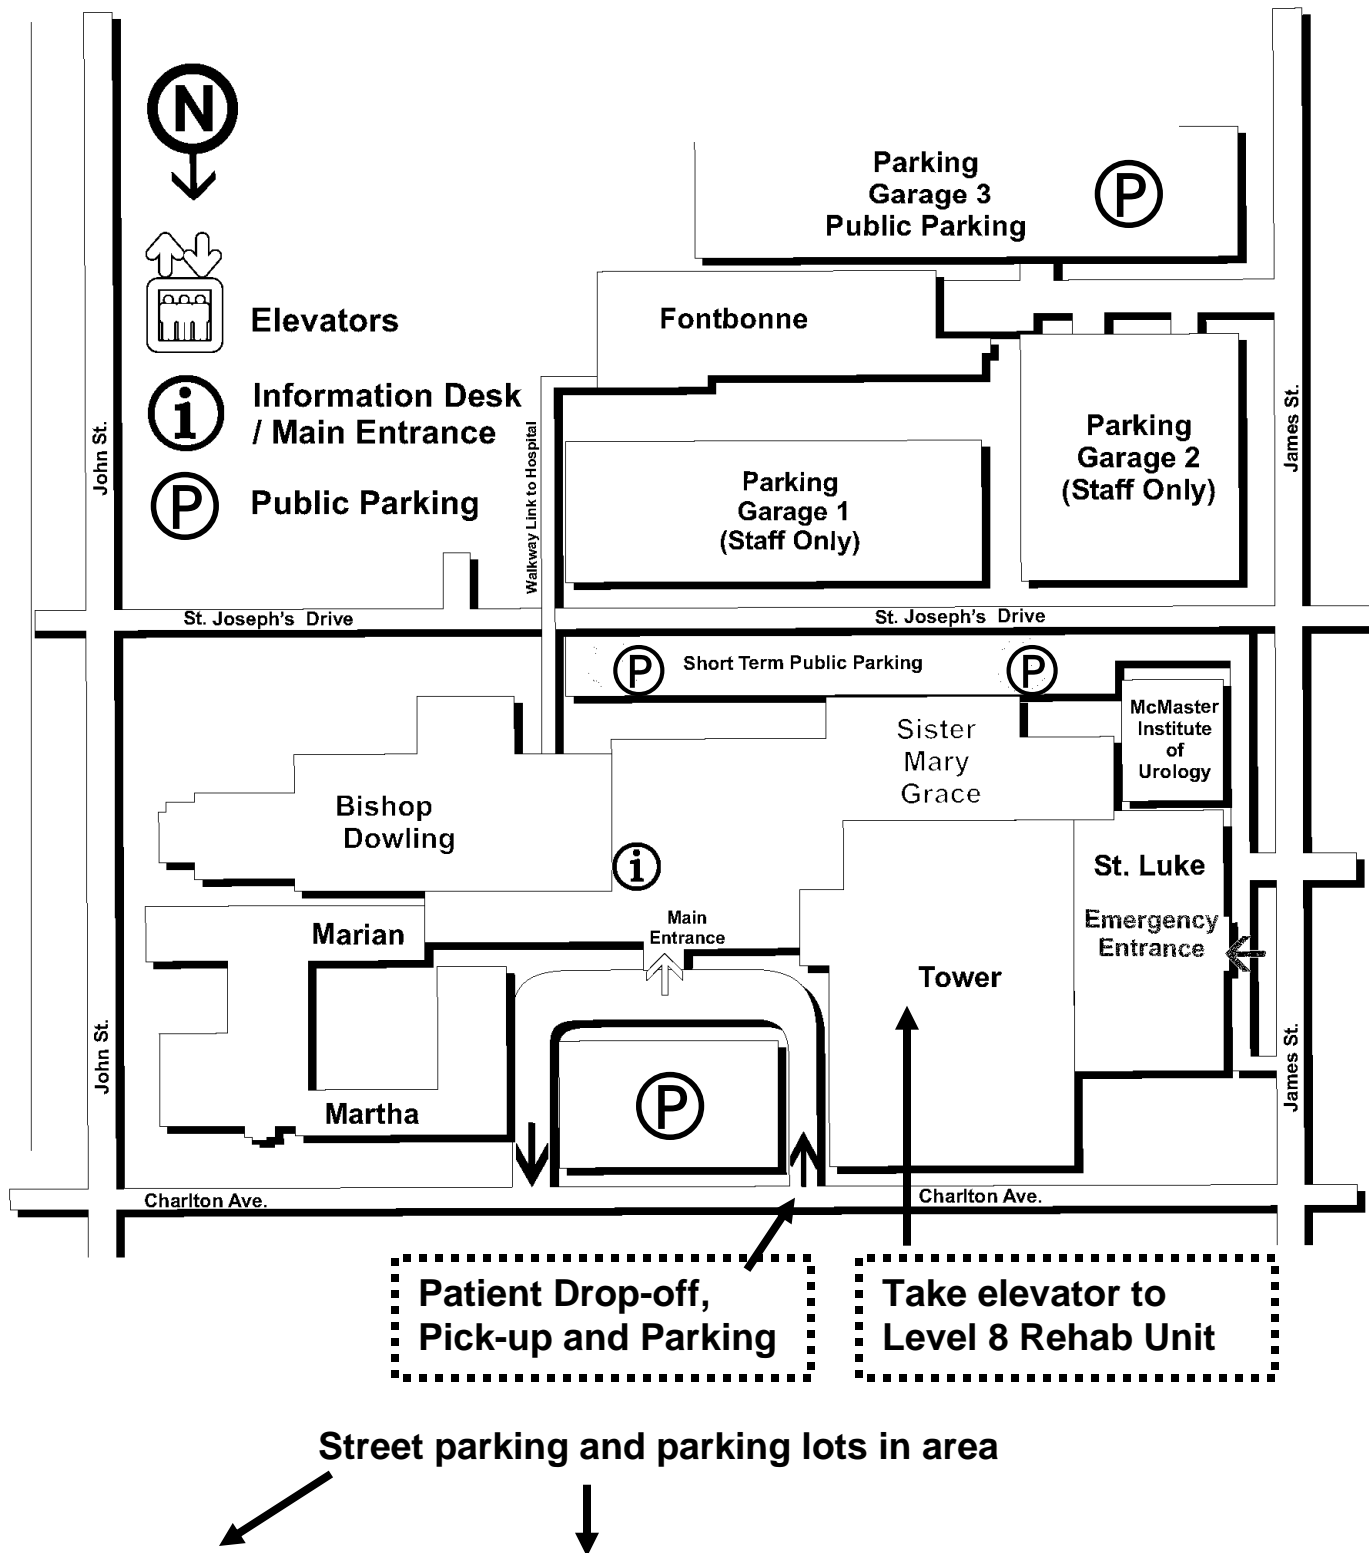 N
Elevators
i
Information Desk
/ Main Entrance
P
Public Parking
Parking
Garage 3
Public Parking
P
Fontbonne
Parking
Garage 2
(Staff Only)
Parking
Garage 1
(Staff Only)
John St.
James St.
Walkway Link to Hospital
St. Joseph's Drive
St. Joseph's Drive
P
Short Term Public Parking
P
McMaster
Institute
of
Urology
Sister
Mary
Grace
Bishop
Dowling
i
St. Luke
Emergency
Entrance
Main
Entrance
Marian
Tower
John St.
James St.
Martha
P
Charlton Ave.
Charlton Ave.
Patient Drop-off,
Pick-up and Parking
Take elevator to
Level 8 Rehab Unit
Street parking and parking lots in area